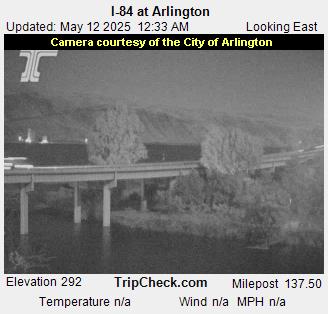 I-84 at Arlington
Updated: May 12 2025 12:33 AM Looking East
Camera courtesy of the City of Arlington
Elevation 292 TripCheck.com Milepost 137.50
Temperature n/a Wind n/a MPH n/a